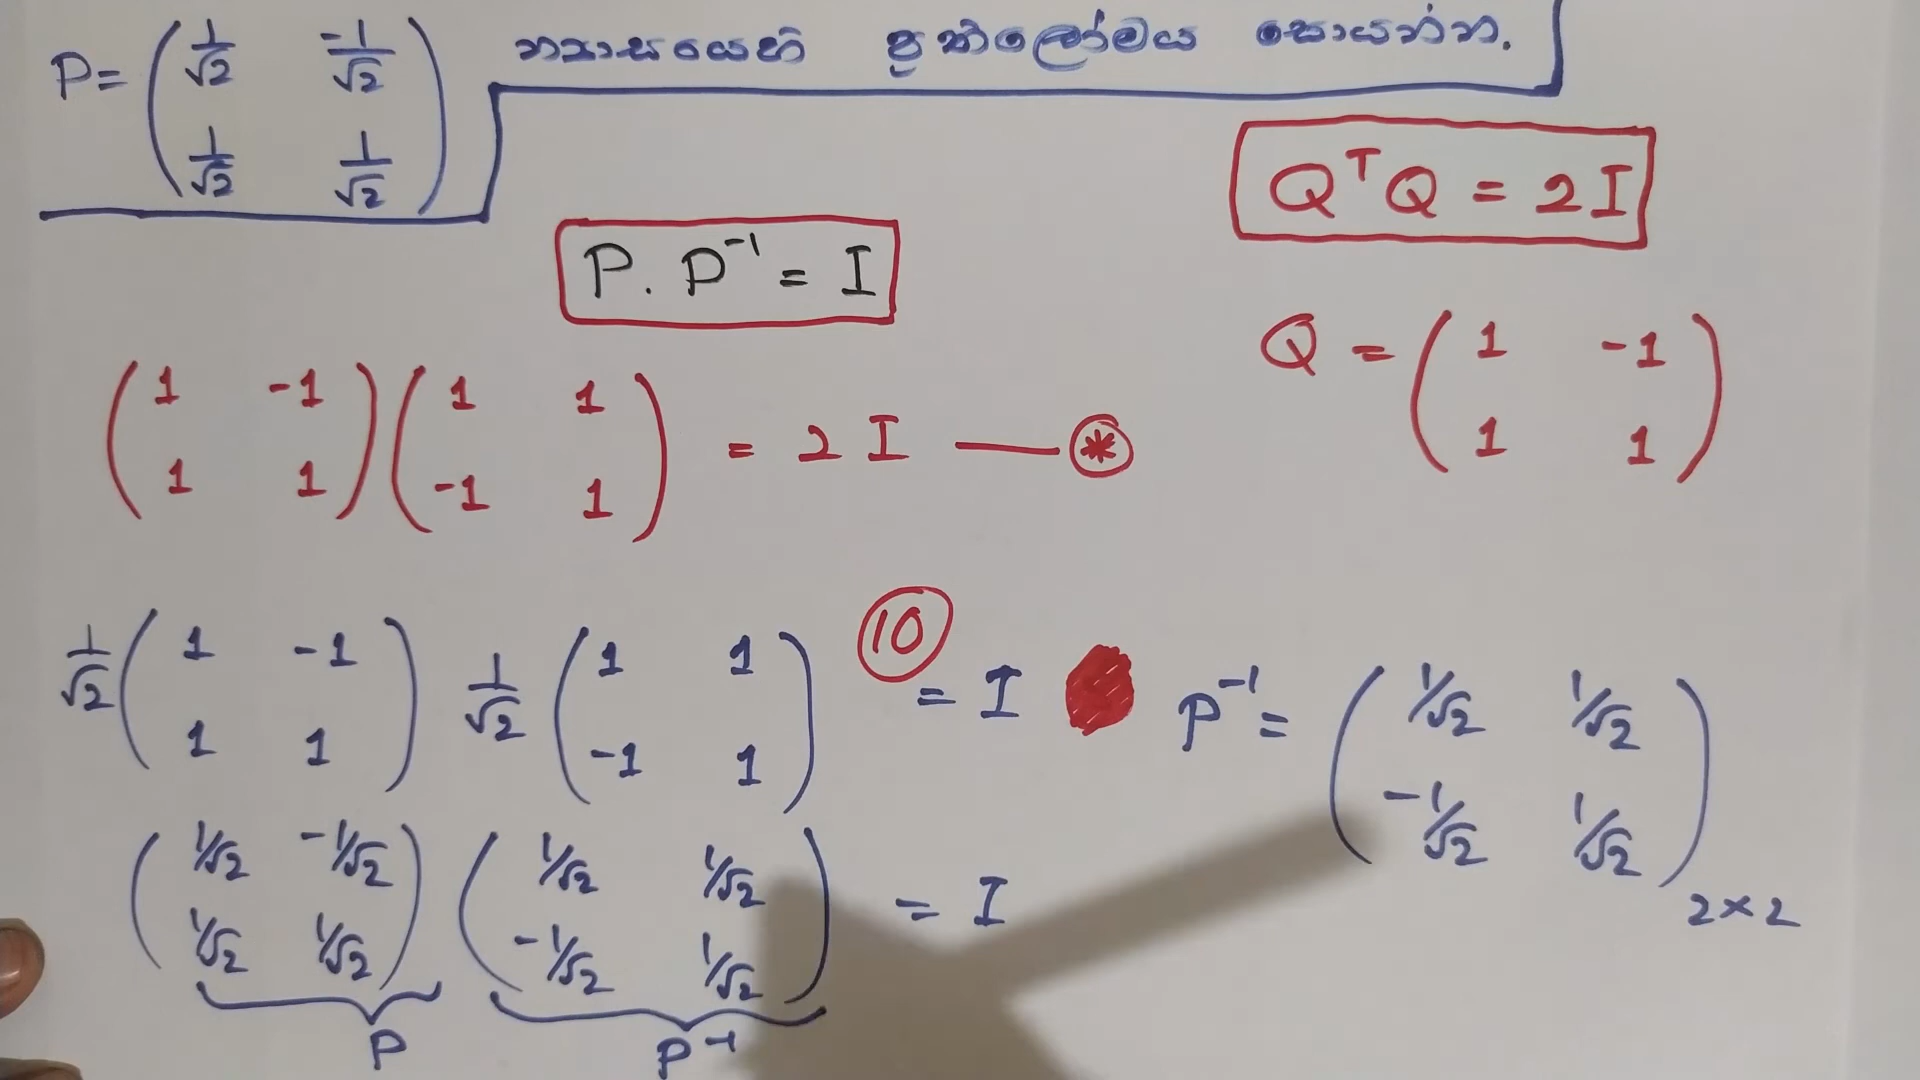 P = ( 1/√2 -1/√2 ; 1/√2 1/√2 ) න්‍යාසයෙහි ප්‍රතිලෝමය සොයන්න.
QᵀQ = 2I
P. P⁻¹ = I
Q = ( 1 -1 ; 1 1 )
( 1 -1 ; 1 1 ) ( 1 1 ; -1 1 ) = 2 I — ⊛
1/√2 ( 1 -1 ; 1 1 ) 1/√2 ( 1 1 ; -1 1 ) = I
10
P⁻¹ = ( 1/√2 1/√2 ; -1/√2 1/√2 ) 2×2
( 1/√2 -1/√2 ; 1/√2 1/√2 ) ( 1/√2 1/√2 ; -1/√2 1/√2 ) = I
P P⁻¹